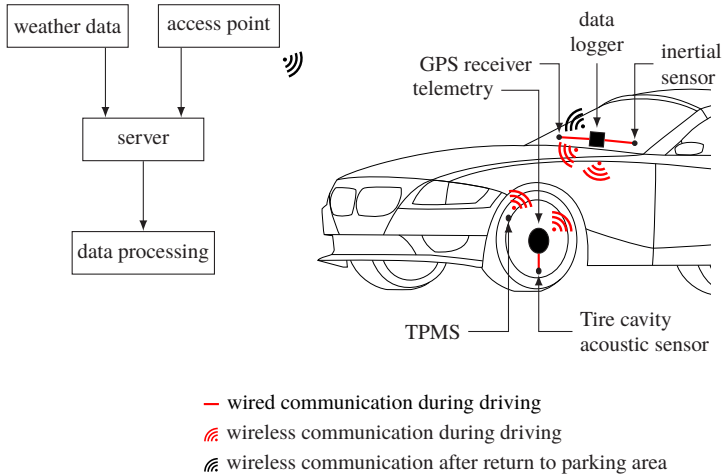 weather data
access point
data
logger
inertial
sensor
GPS receiver
telemetry
server
data processing
TPMS
Tire cavity
acoustic sensor
wired communication during driving
wireless communication during driving
wireless communication after return to parking area